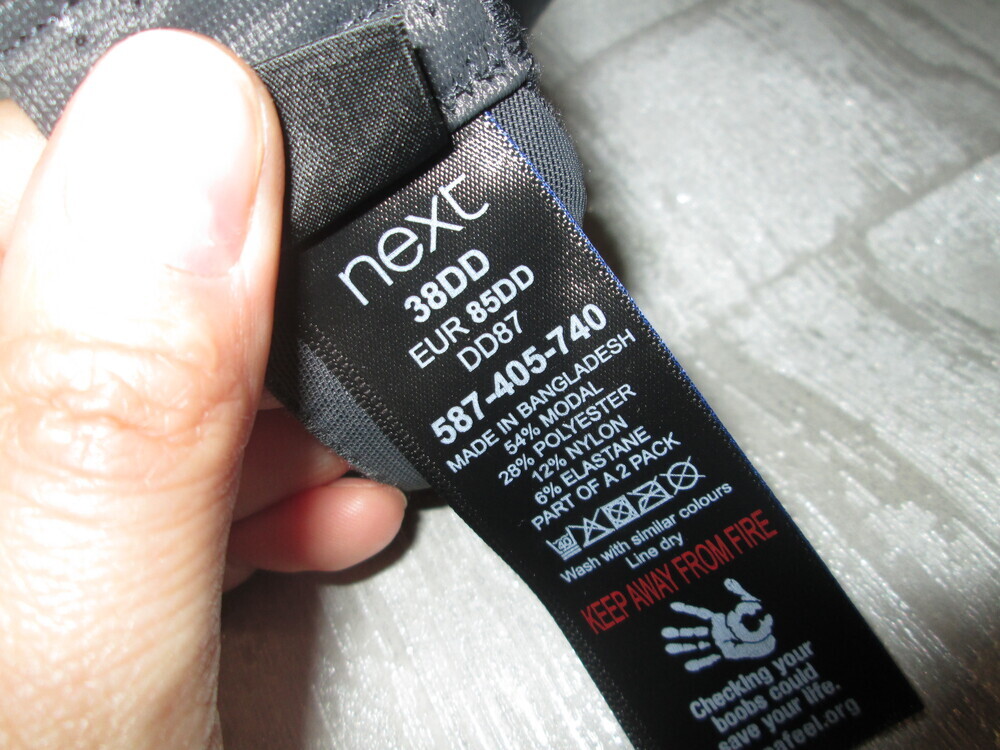 next
38DD
EUR 85DD
DD87
587-405-740
MADE IN BANGLADESH
54% MODAL
28% POLYESTER
12% NYLON
6% ELASTANE
PART OF A 2 PACK
40
Wash with similar colours
Line dry
KEEP AWAY FROM FIRE
Checking your
boobs could
save your life.